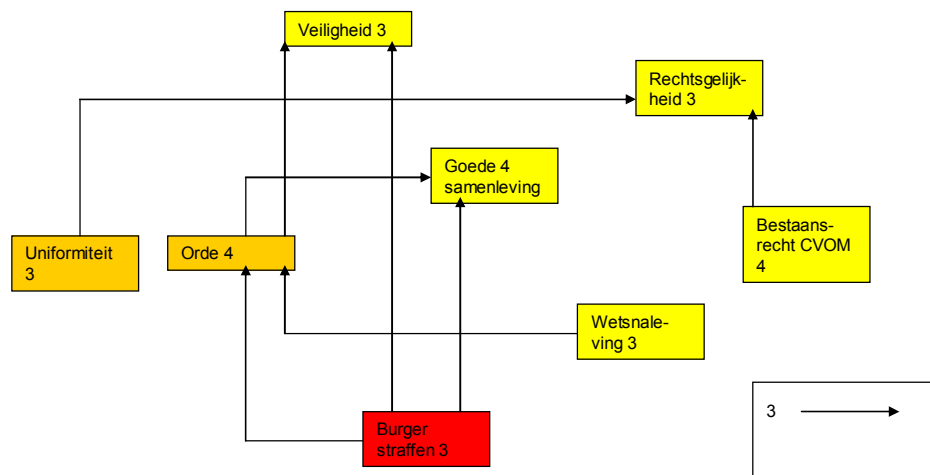 Veiligheid 3
Rechtsgelijk-
heid 3
Goede 4
samenleving
Uniformiteit
3
Orde 4
Bestaans-
recht CVOM
4
Wetsnale-
ving 3
Burger
straffen 3
3